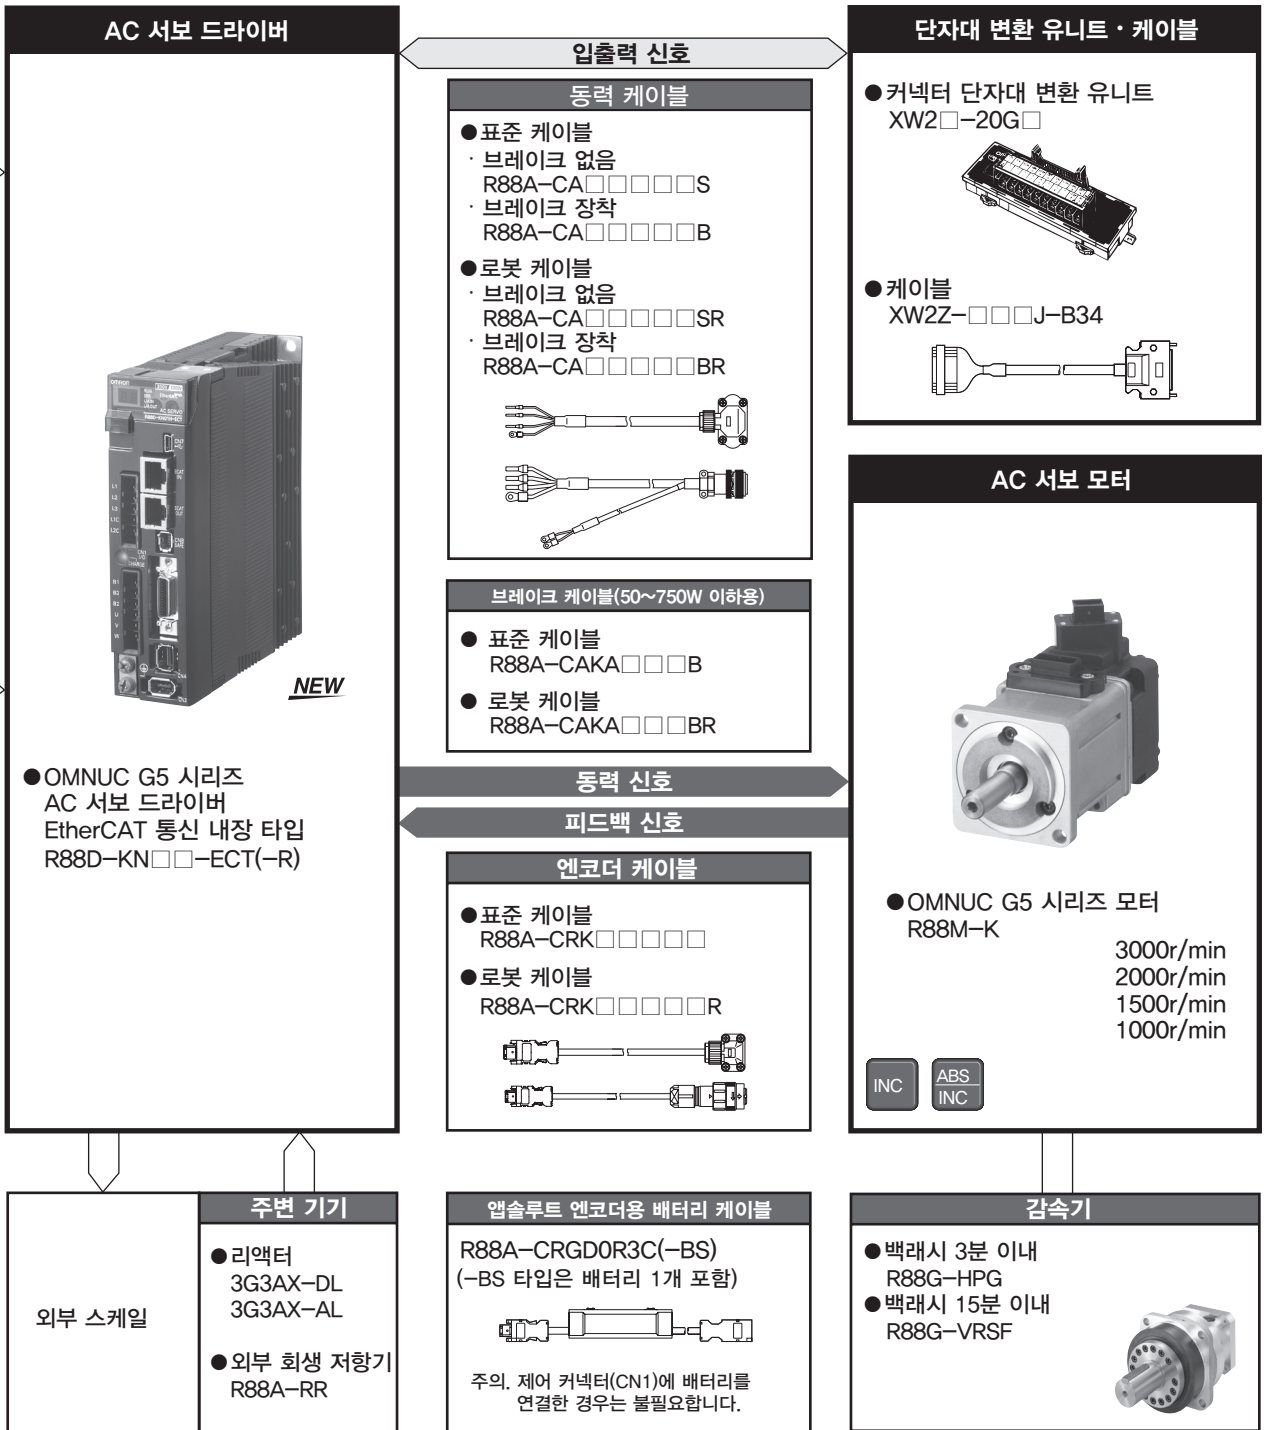 AC 서보 드라이버
NEW
●OMNUC G5 시리즈
AC 서보 드라이버
EtherCAT 통신 내장 타입
R88D-KN□□-ECT(-R)
입출력 신호
동력 케이블
●표준 케이블
· 브레이크 없음
R88A-CA□□□□□S
· 브레이크 장착
R88A-CA□□□□□B
●로봇 케이블
· 브레이크 없음
R88A-CA□□□□□SR
· 브레이크 장착
R88A-CA□□□□□BR
브레이크 케이블(50~750W 이하용)
● 표준 케이블
R88A-CAKA□□□B
● 로봇 케이블
R88A-CAKA□□□BR
동력 신호
피드백 신호
엔코더 케이블
●표준 케이블
R88A-CRK□□□□□
●로봇 케이블
R88A-CRK□□□□□R
단자대 변환 유니트・케이블
●커넥터 단자대 변환 유니트
XW2□-20G□
●케이블
XW2Z-□□□J-B34
AC 서보 모터
●OMNUC G5 시리즈 모터
R88M-K
3000r/min
2000r/min
1500r/min
1000r/min
INC
ABS
INC
외부 스케일
주변 기기
●리액터
3G3AX-DL
3G3AX-AL
●외부 회생 저항기
R88A-RR
앱솔루트 엔코더용 배터리 케이블
R88A-CRGD0R3C(-BS)
(-BS 타입은 배터리 1개 포함)
주의. 제어 커넥터(CN1)에 배터리를
연결한 경우는 불필요합니다.
감속기
●백래시 3분 이내
R88G-HPG
●백래시 15분 이내
R88G-VRSF